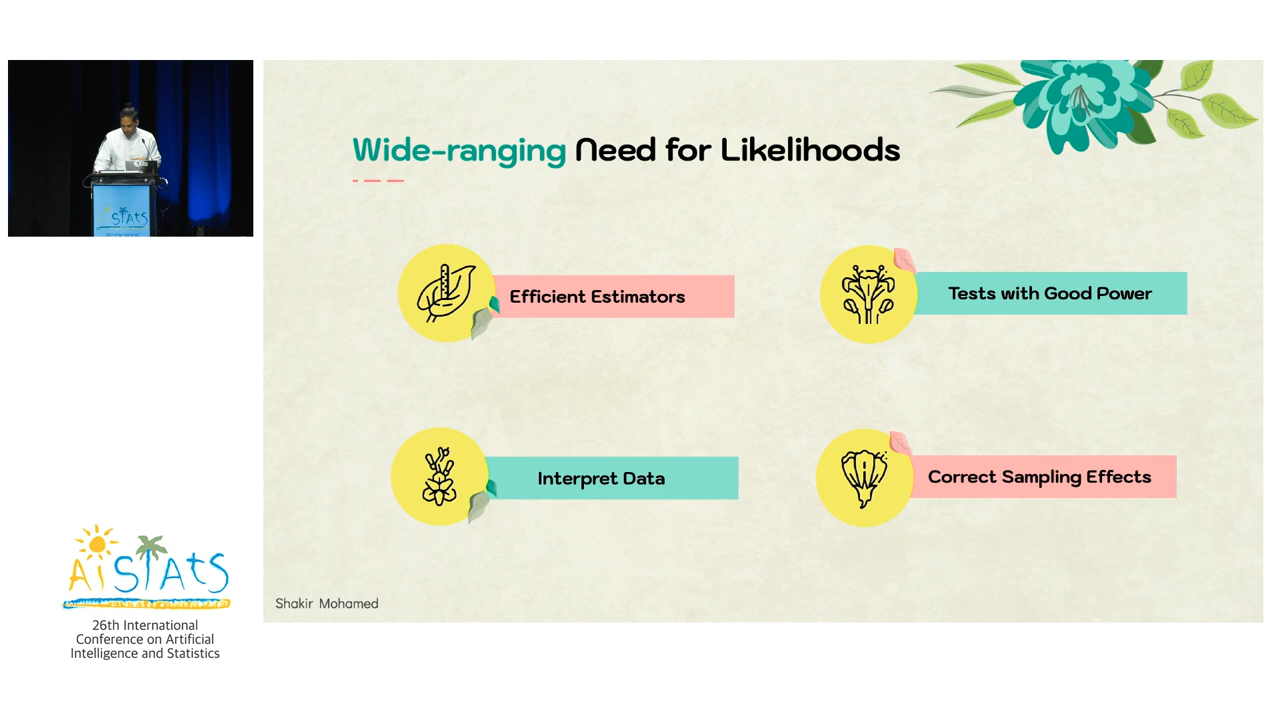 Wide-ranging Need for Likelihoods
Efficient Estimators
Tests with Good Power
Interpret Data
Correct Sampling Effects
Shakir Mohamed
AiStAtS
AiStAtS
26th International
Conference on Artificial
Intelligence and Statistics